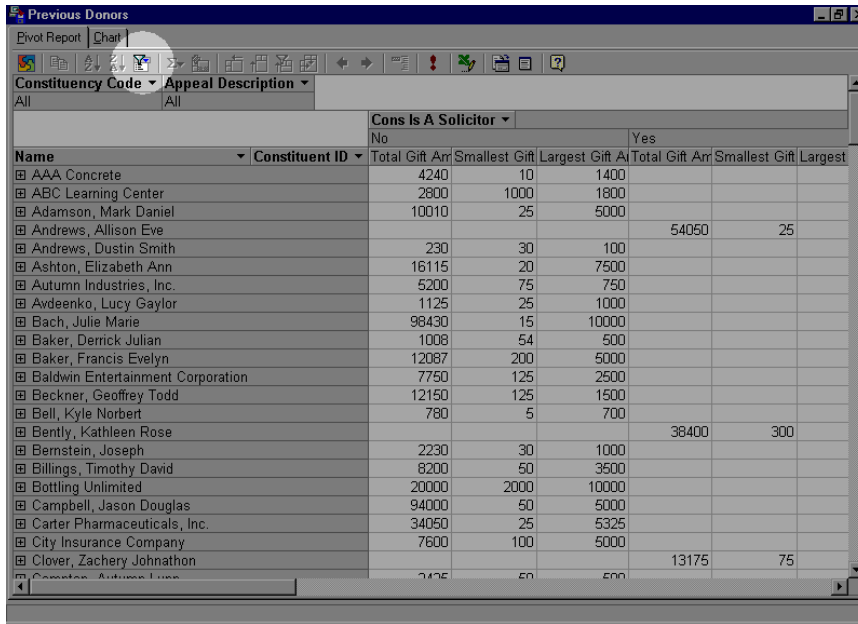 Previous Donors
Pivot Report Chart
Constituency Code Appeal Description
All All
Cons Is A Solicitor
No Yes
Name Constituent ID Total Gift Am Smallest Gift Largest Gift A Total Gift Am Smallest Gift Largest
AAA Concrete 4240 10 1400
ABC Learning Center 2800 1000 1800
Adamson, Mark Daniel 10010 25 5000
Andrews, Allison Eve 54050 25
Andrews, Dustin Smith 230 30 100
Ashton, Elizabeth Ann 16115 20 7500
Autumn Industries, Inc. 5200 75 750
Avdeenko, Lucy Gaylor 1125 25 1000
Bach, Julie Marie 98430 15 10000
Baker, Derrick Julian 1008 54 500
Baker, Francis Evelyn 12087 200 5000
Baldwin Entertainment Corporation 7750 125 2500
Beckner, Geoffrey Todd 12150 125 1500
Bell, Kyle Norbert 780 5 700
Bently, Kathleen Rose 38400 300
Bernstein, Joseph 2230 30 1000
Billings, Timothy David 8200 50 3500
Bottling Unlimited 20000 2000 10000
Campbell, Jason Douglas 94000 50 5000
Carter Pharmaceuticals, Inc. 34050 25 5325
City Insurance Company 7600 100 5000
Clover, Zachery Johnathon 13175 75